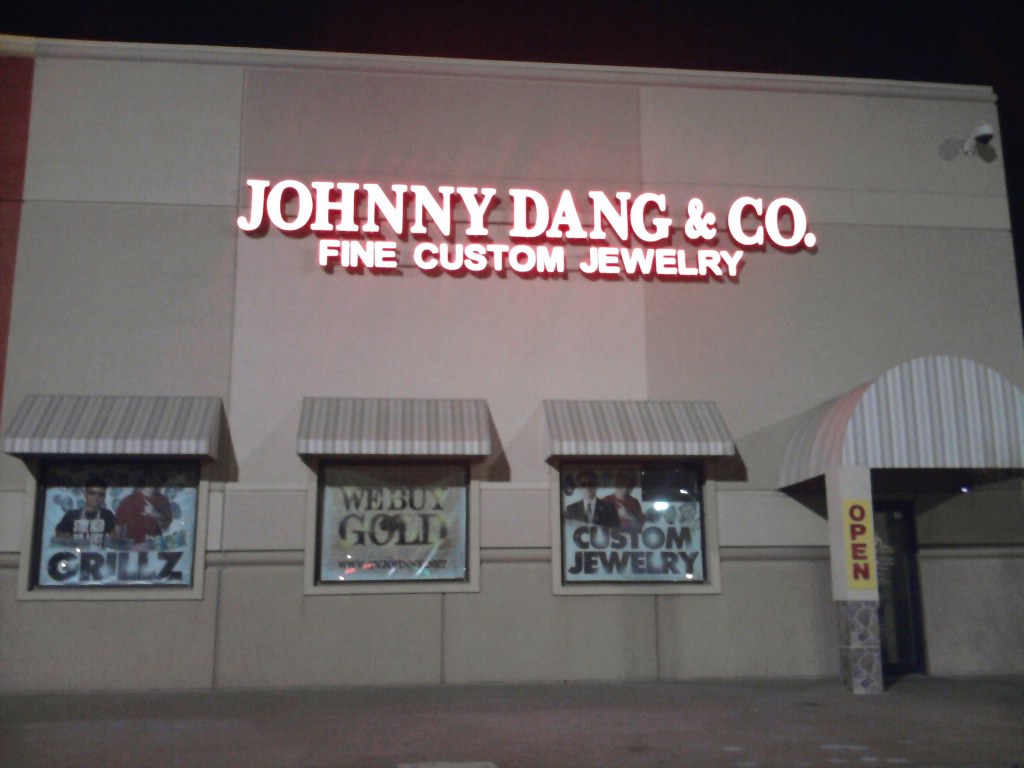 JOHNNY DANG & CO.
FINE CUSTOM JEWELRY
GRILLZ
WE BUY
GOLD
CUSTOM
JEWELRY
OPEN